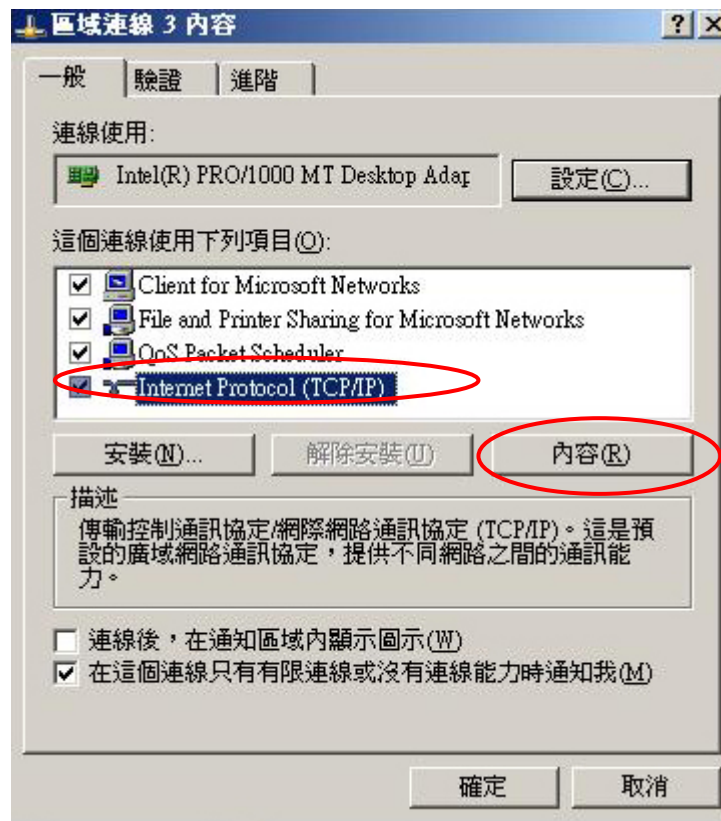 區域連線 3 內容
一般 驗證 進階
連線使用:
Intel(R) PRO/1000 MT Desktop Adap
設定(C)...
這個連線使用下列項目(O):
Client for Microsoft Networks
File and Printer Sharing for Microsoft Networks
QoS Packet Scheduler
Internet Protocol (TCP/IP)
安裝(N)... 解除安裝(U) 內容(R)
描述
傳輸控制通訊協定/網際網路通訊協定 (TCP/IP)。這是預
設的廣域網路通訊協定,提供不同網路之間的通訊能
力。
連線後,在通知區域內顯示圖示(W)
在這個連線只有有限連線或沒有連線能力時通知我(M)
確定 取消